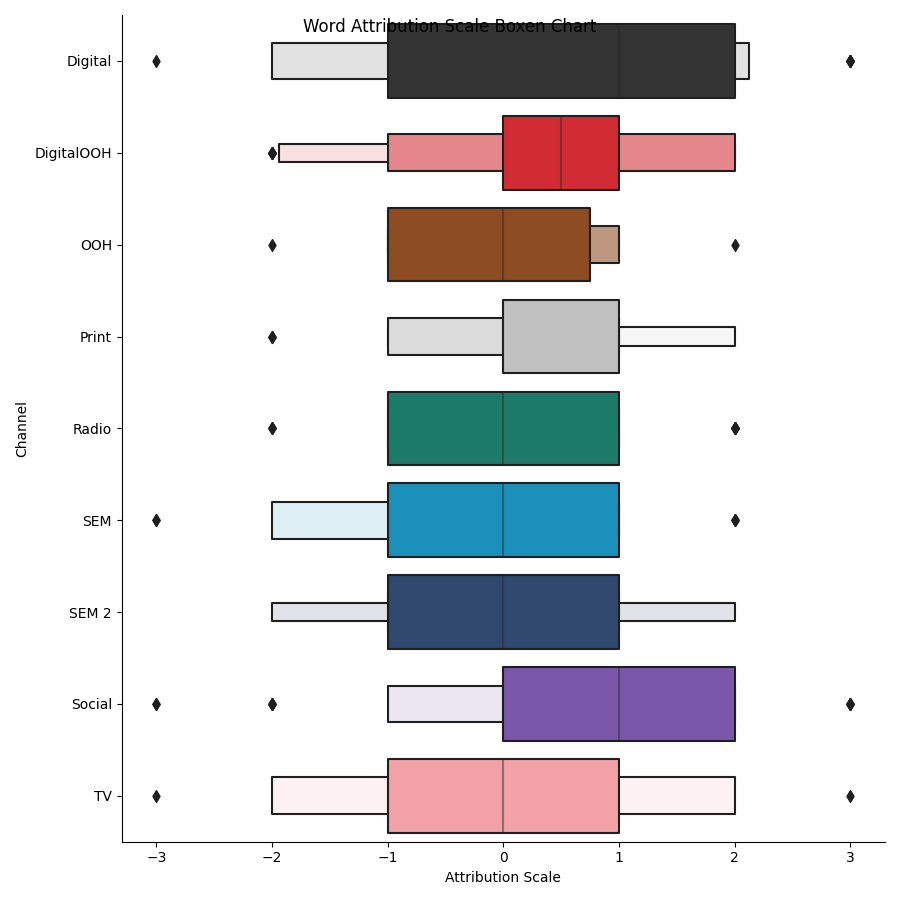 Word Attribution Scale Boxen Chart
Digital
DigitalOOH
OOH
Print
Radio
SEM
SEM 2
Social
TV
Channel
−3 −2 −1 0 1 2 3
Attribution Scale